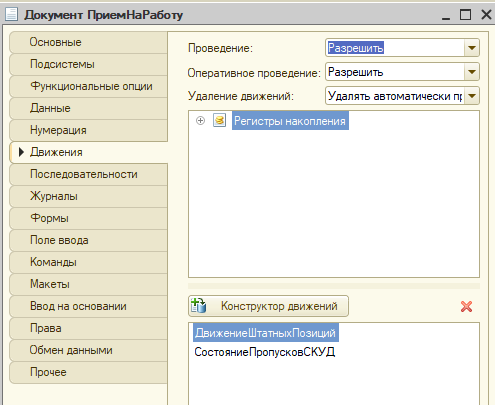 Документ ПриемНаРаботу
Основные
Подсистемы
Функциональные опции
Данные
Нумерация
Движения
Последовательности
Журналы
Формы
Поле ввода
Команды
Макеты
Ввод на основании
Права
Обмен данными
Прочее
Проведение: Разрешить
Оперативное проведение: Разрешить
Удаление движений: Удалять автоматически пр
Регистры накопления
Конструктор движений
ДвижениеШтатныхПозиций
СостояниеПропусковСКУД